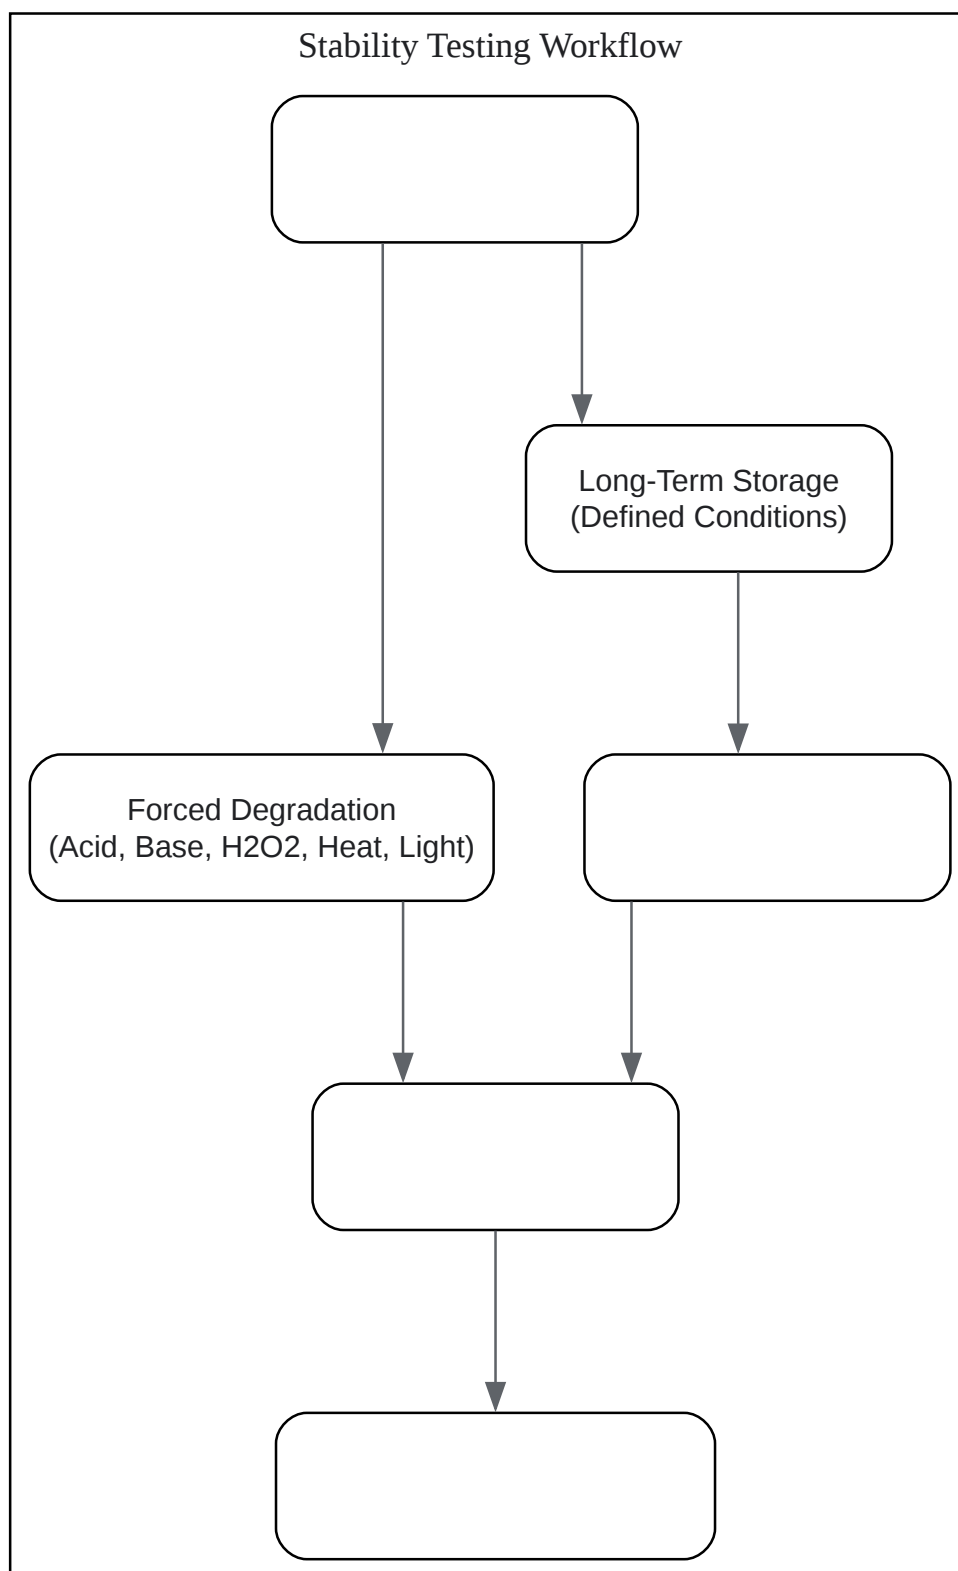 Stability Testing Workflow
Long-Term Storage
(Defined Conditions)
Forced Degradation
(Acid, Base, H2O2, Heat, Light)